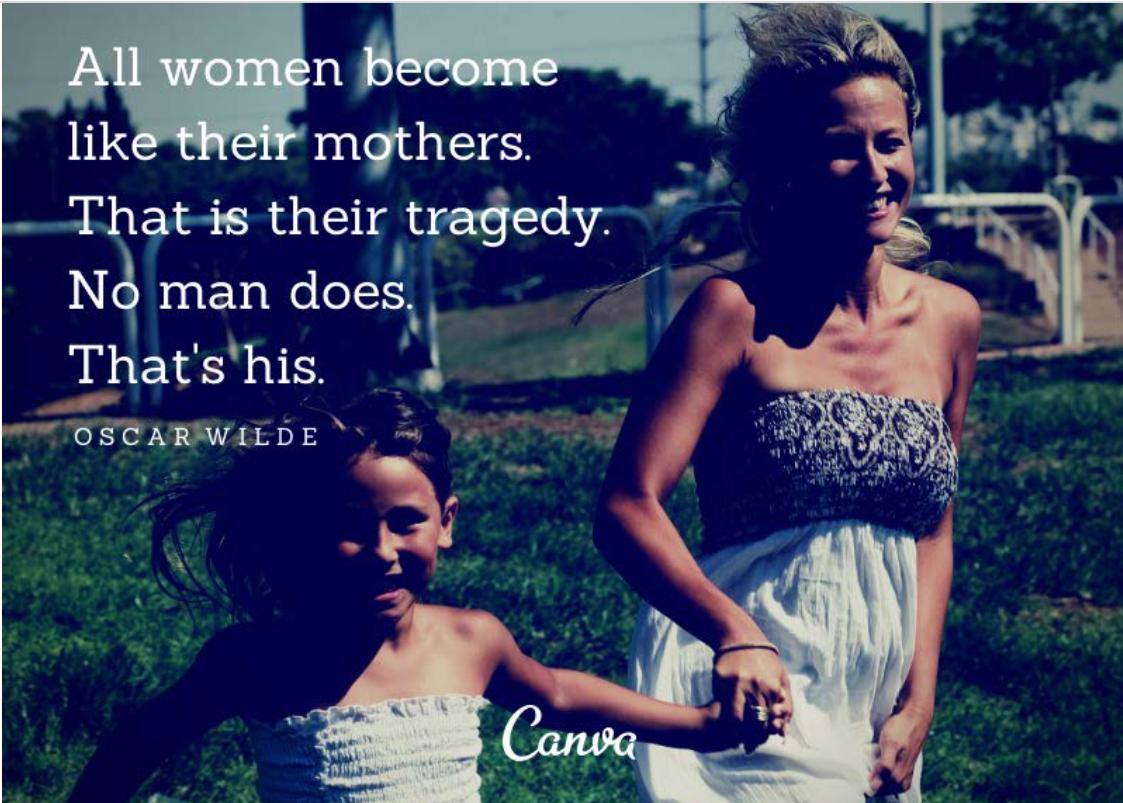 All women become
like their mothers.
That is their tragedy.
No man does.
That's his.
OSCAR WILDE
Canva